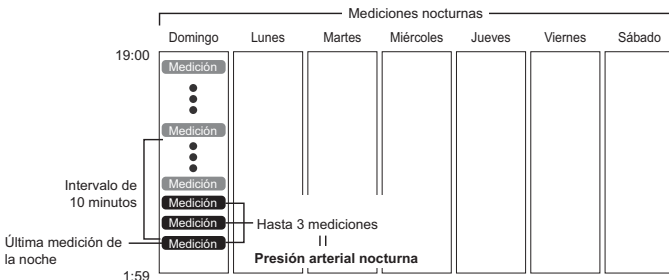 Mediciones nocturnas
Domingo Lunes Martes Miércoles Jueves Viernes Sábado
19:00
Medición
Medición
Medición
Intervalo de
10 minutos
Medición
Medición
Hasta 3 mediciones
Última medición de
la noche
Medición
Presión arterial nocturna
1:59